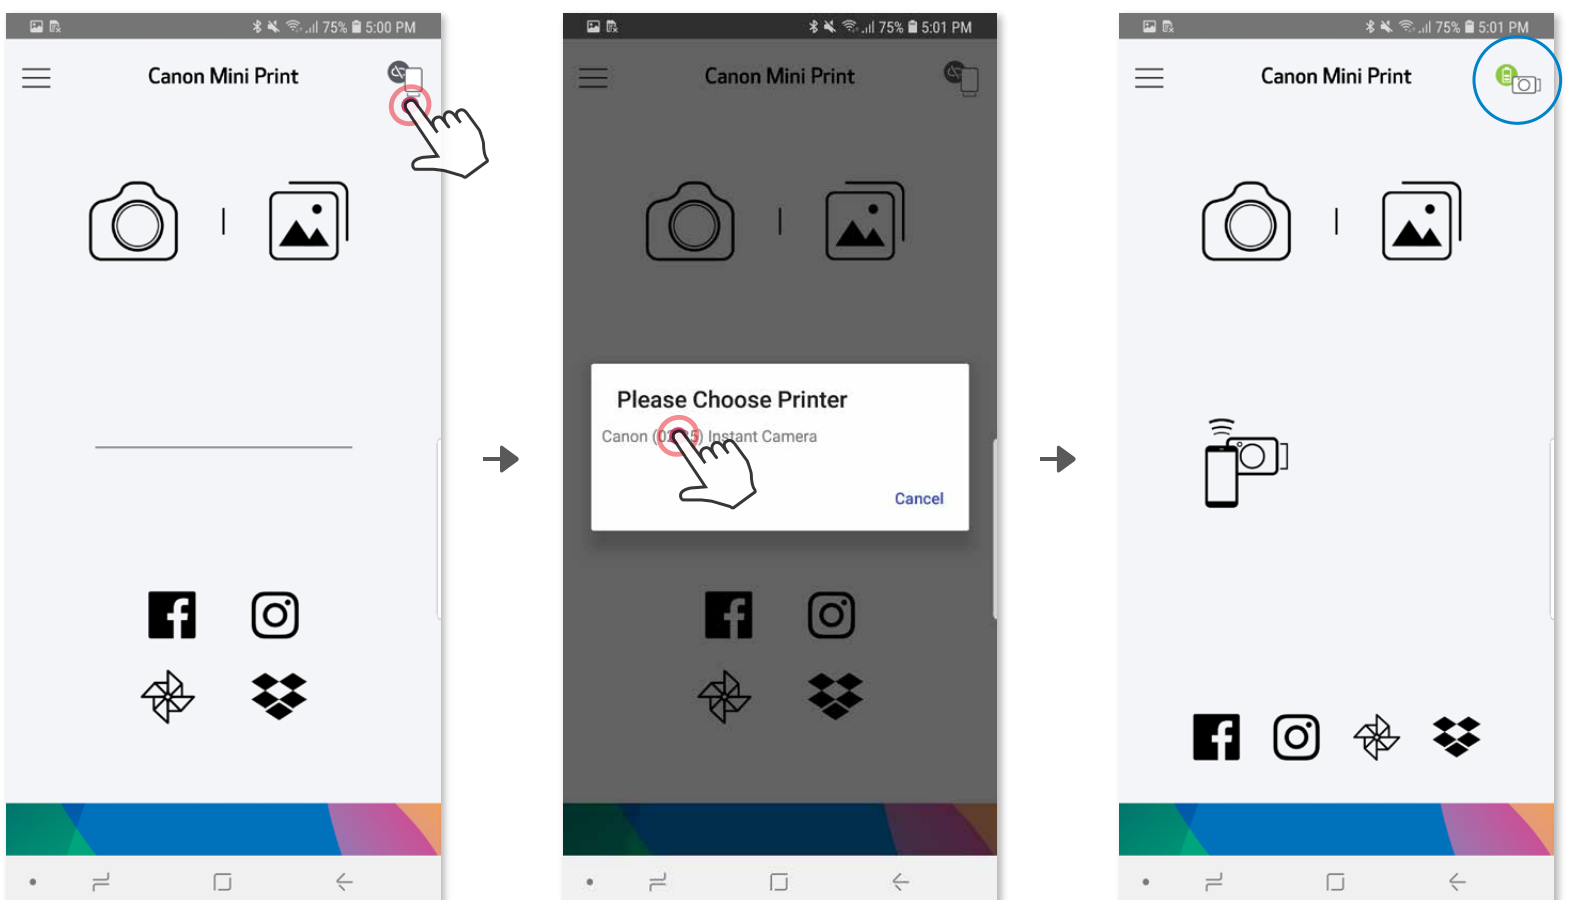 75% 5:00 PM
Canon Mini Print
75% 5:01 PM
Canon Mini Print
Please Choose Printer
Canon ( Instant Camera
Cancel
75% 5:01 PM
Canon Mini Print